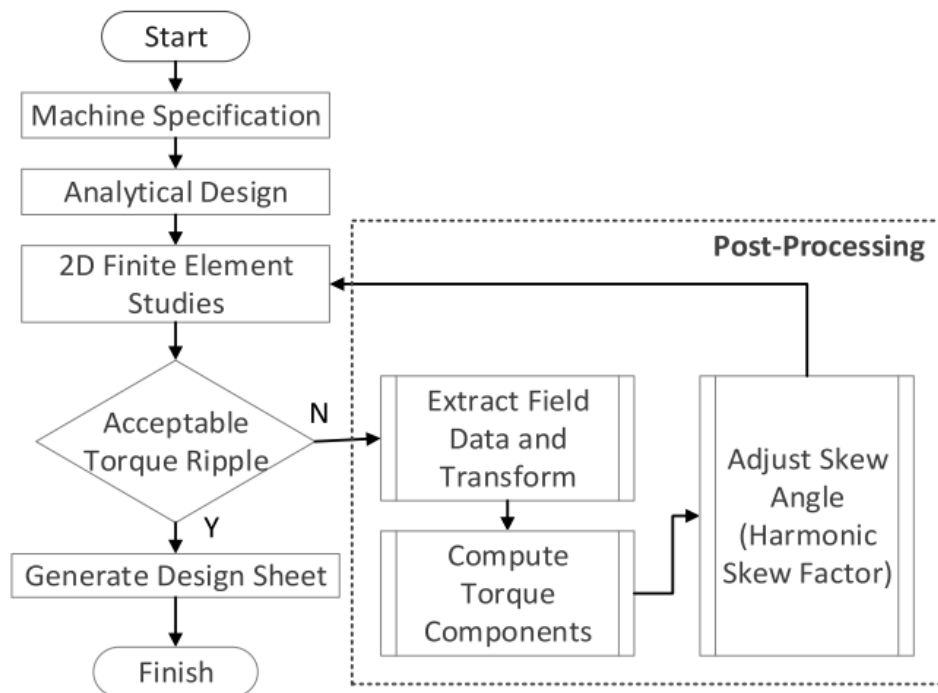 Start
Machine Specification
Analytical Design
2D Finite Element
Studies
Acceptable
Torque Ripple
N
Y
Generate Design Sheet
Finish
Post-Processing
Extract Field
Data and
Transform
Compute
Torque
Components
Adjust Skew
Angle
(Harmonic
Skew Factor)